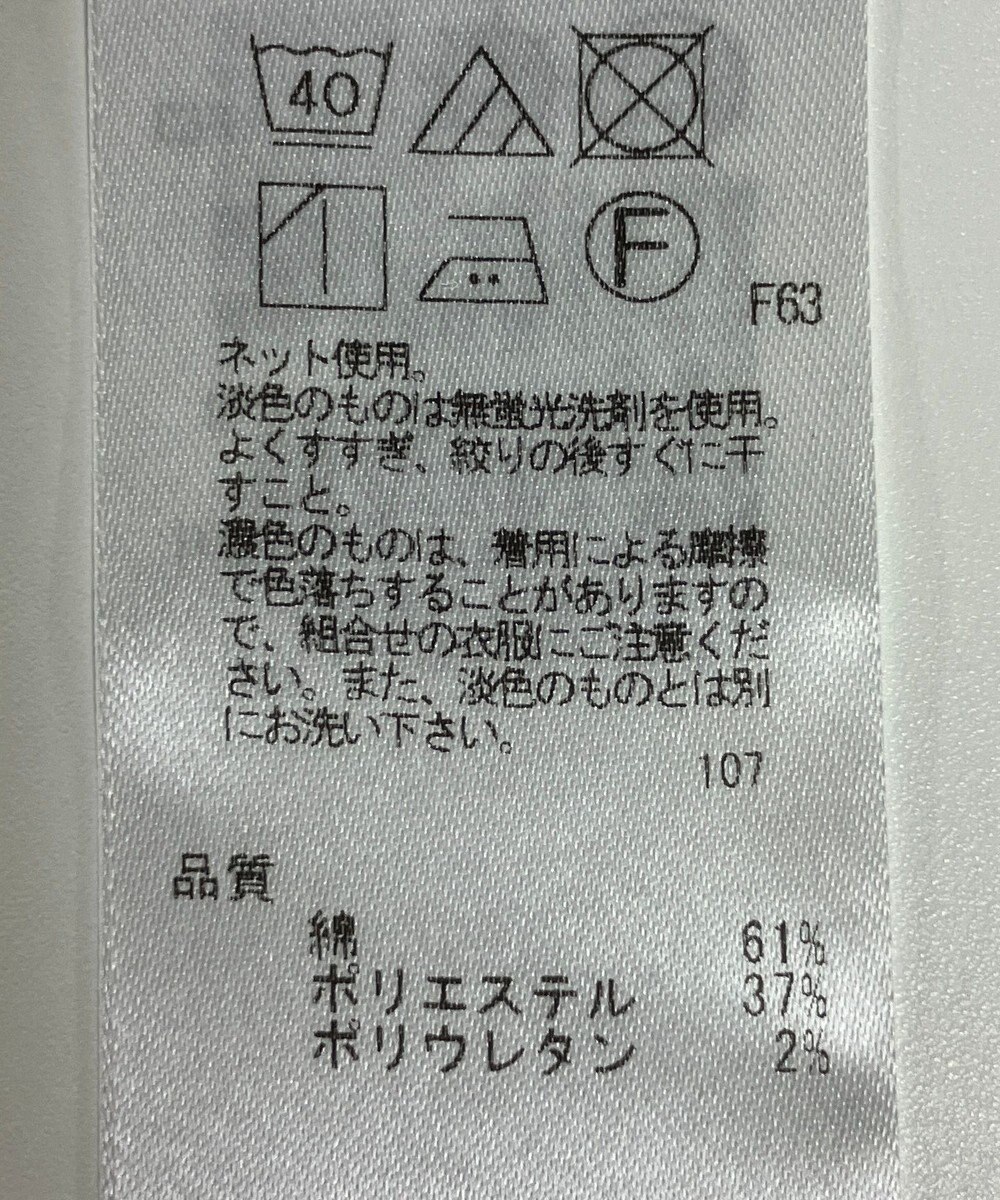 40
F
F63
ネット使用。
淡色のものは無蛍光洗剤を使用。
よくすすぎ、絞りの後すぐに干
すこと。
濃色のものは、着用による摩擦
で色落ちすることがありますの
で、組合せの衣服にご注意くだ
さい。また、淡色のものとは別
にお洗い下さい。
107
品質
綿 61%
ポリエステル 37%
ポリウレタン 2%